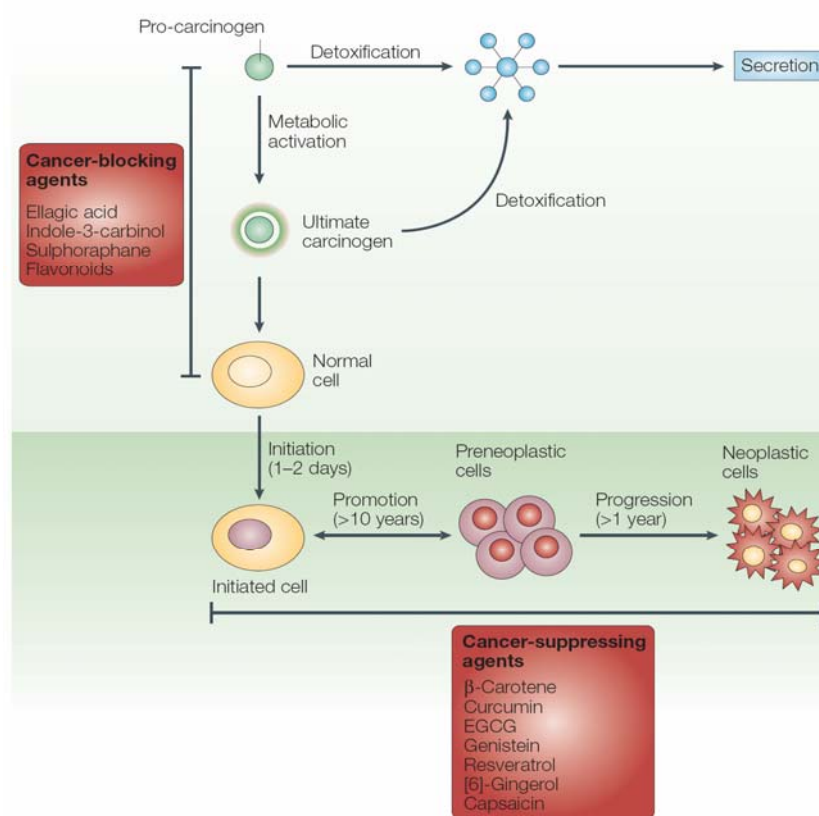 Pro-carcinogen
Detoxification
Secretion
Metabolic
activation
Cancer-blocking
agents
Ellagic acid
Indole-3-carbinol
Sulphoraphane
Flavonoids
Ultimate
carcinogen
Detoxification
Normal
cell
Initiation
(1–2 days)
Preneoplastic
cells
Neoplastic
cells
Promotion
(>10 years)
Progression
(>1 year)
Initiated cell
Cancer-suppressing
agents
β-Carotene
Curcumin
EGCG
Genistein
Resveratrol
[6]-Gingerol
Capsaicin